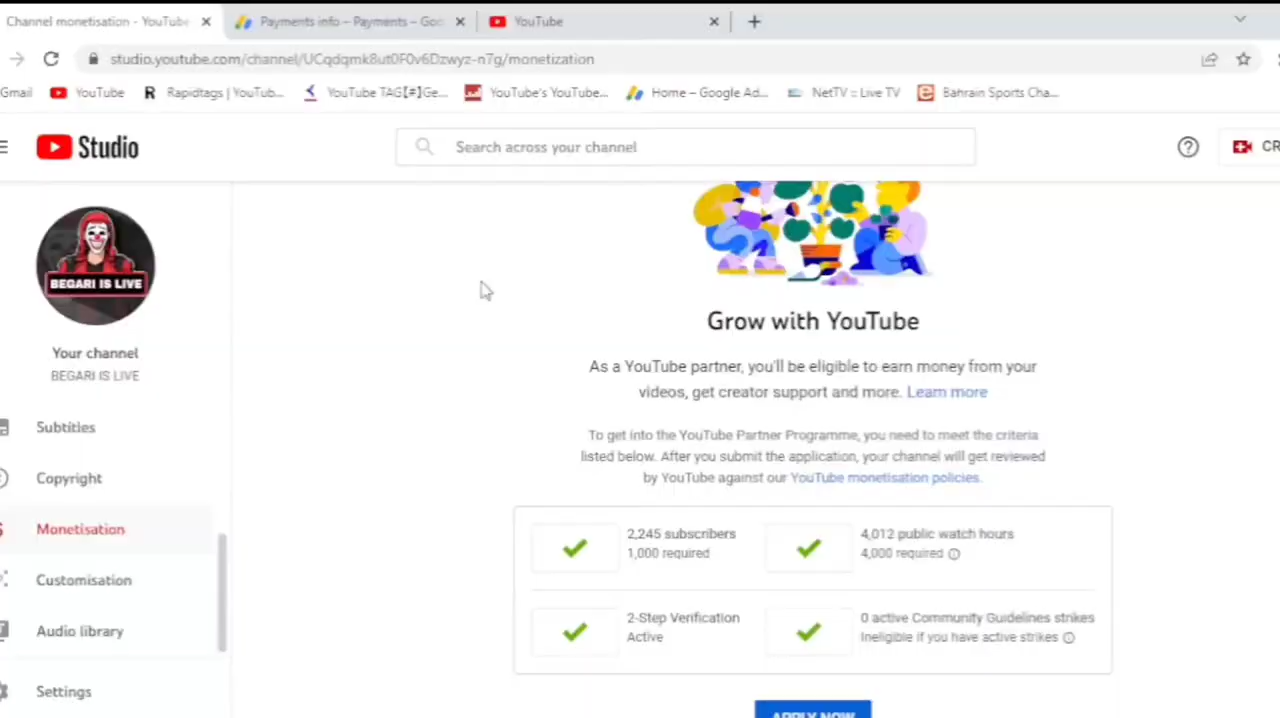 Channel monetisation - YouTube
Payments info – Payments – Goo
YouTube
studio.youtube.com/channel/UCqdqmk8ut0F0v6Dzwyz-n7g/monetization
Gmail
YouTube
Rapidtags | YouTub...
YouTube TAG[#]Ge...
YouTube's YouTube...
Home – Google Ad...
NetTV :: Live TV
Bahrain Sports Cha...
Studio
Search across your channel
CR
BEGARI IS LIVE
Your channel
BEGARI IS LIVE
Subtitles
Copyright
Monetisation
Customisation
Audio library
Settings
Grow with YouTube
As a YouTube partner, you'll be eligible to earn money from your
videos, get creator support and more. Learn more
To get into the YouTube Partner Programme, you need to meet the criteria
listed below. After you submit the application, your channel will get reviewed
by YouTube against our YouTube monetisation policies.
2,245 subscribers
1,000 required
4,012 public watch hours
4,000 required
2-Step Verification
Active
0 active Community Guidelines strikes
Ineligible if you have active strikes
APPLY NOW